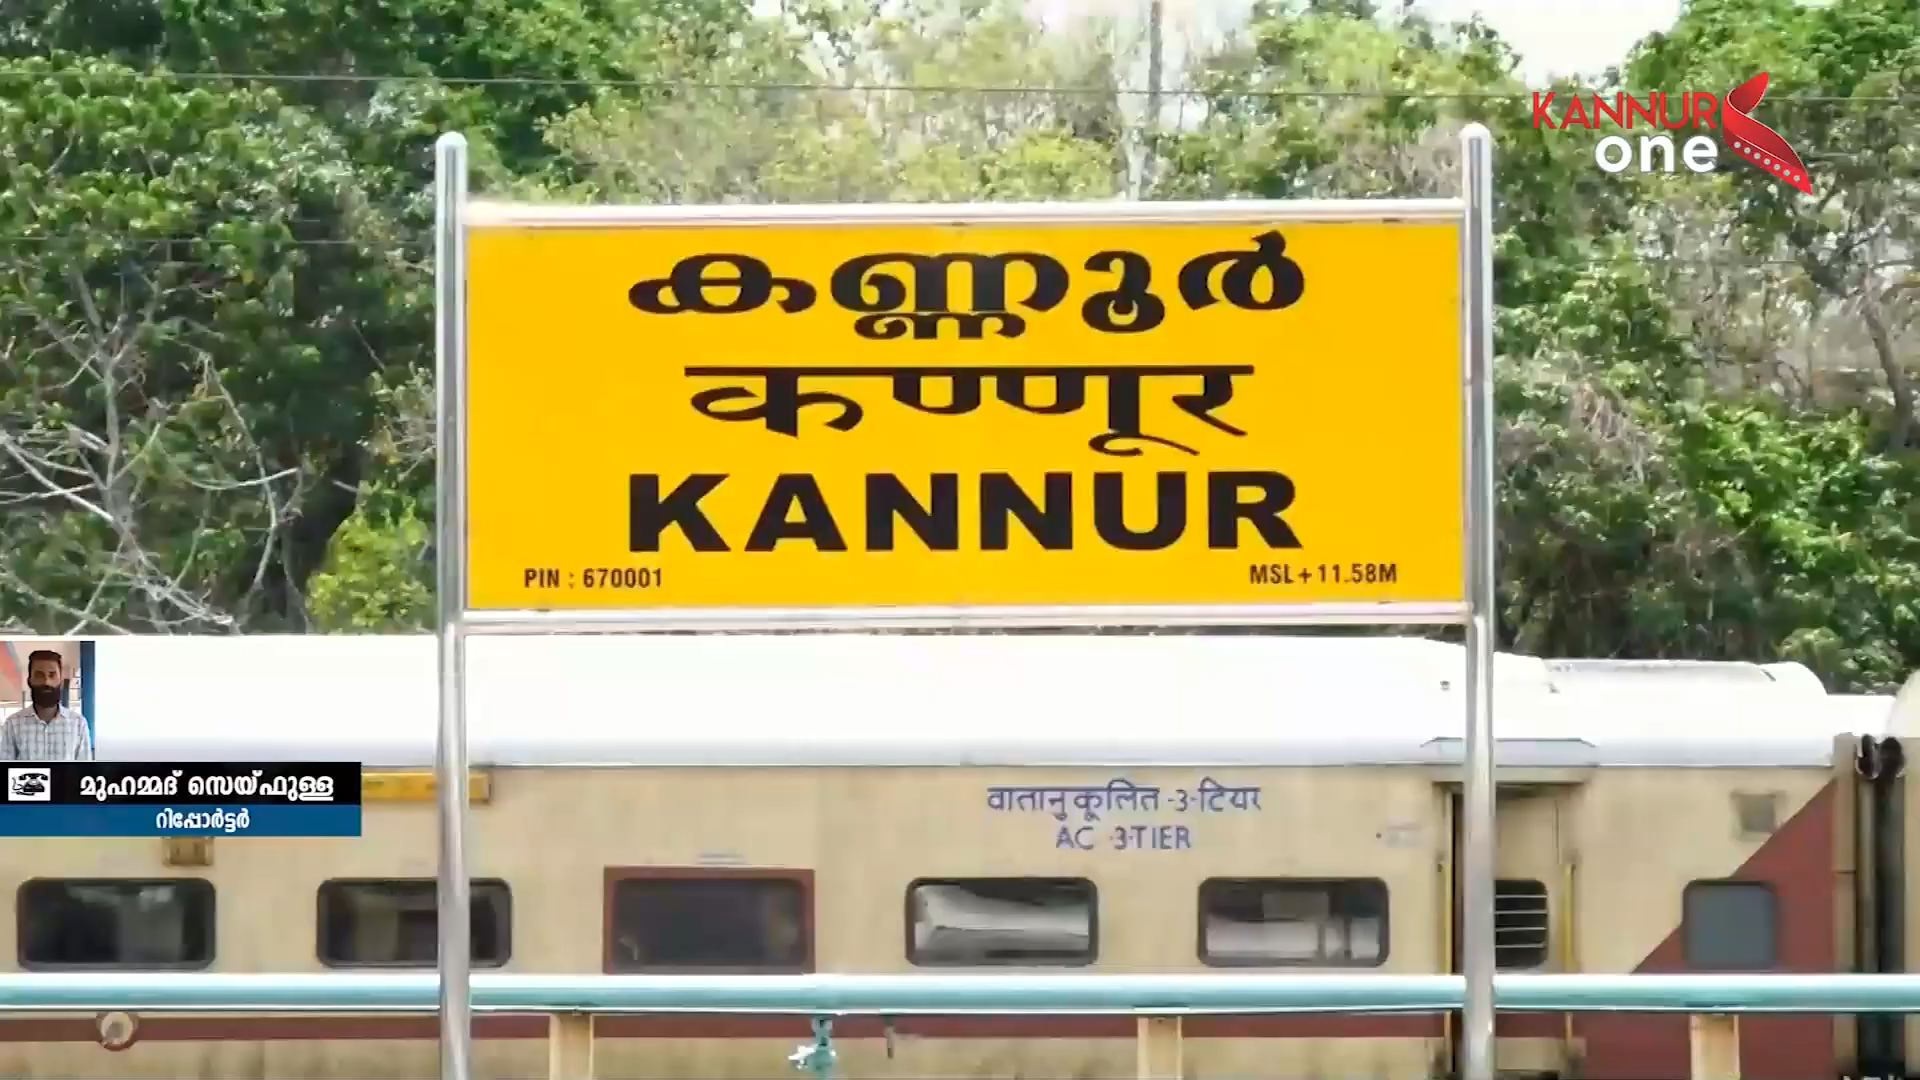 KANNUR
one
കണ്ണൂർ
कण्णूर
KANNUR
PIN : 670001
MSL+11.58M
മുഹമ്മദ് സെയ്ഫുള്ള
റിപ്പോർട്ടർ
वातानुकूलित -3-टियर
AC -3-TIER